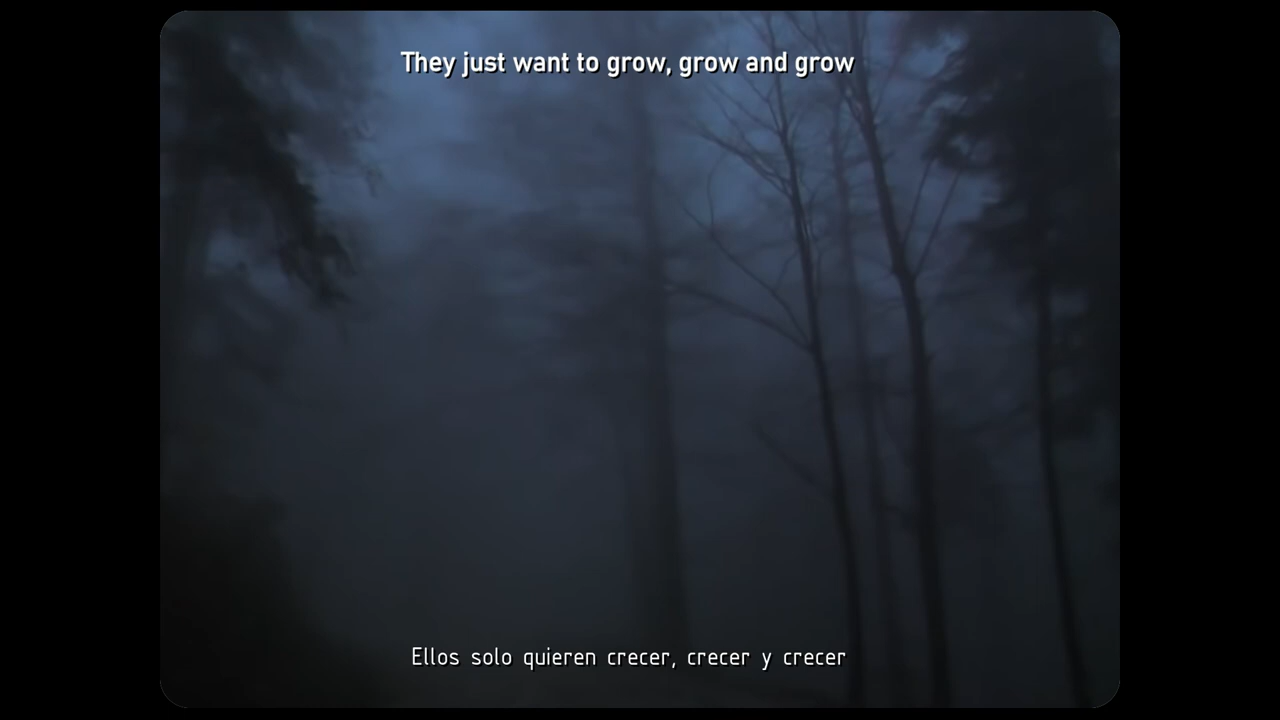 They just want to grow, grow and grow
Ellos solo quieren crecer, crecer y crecer